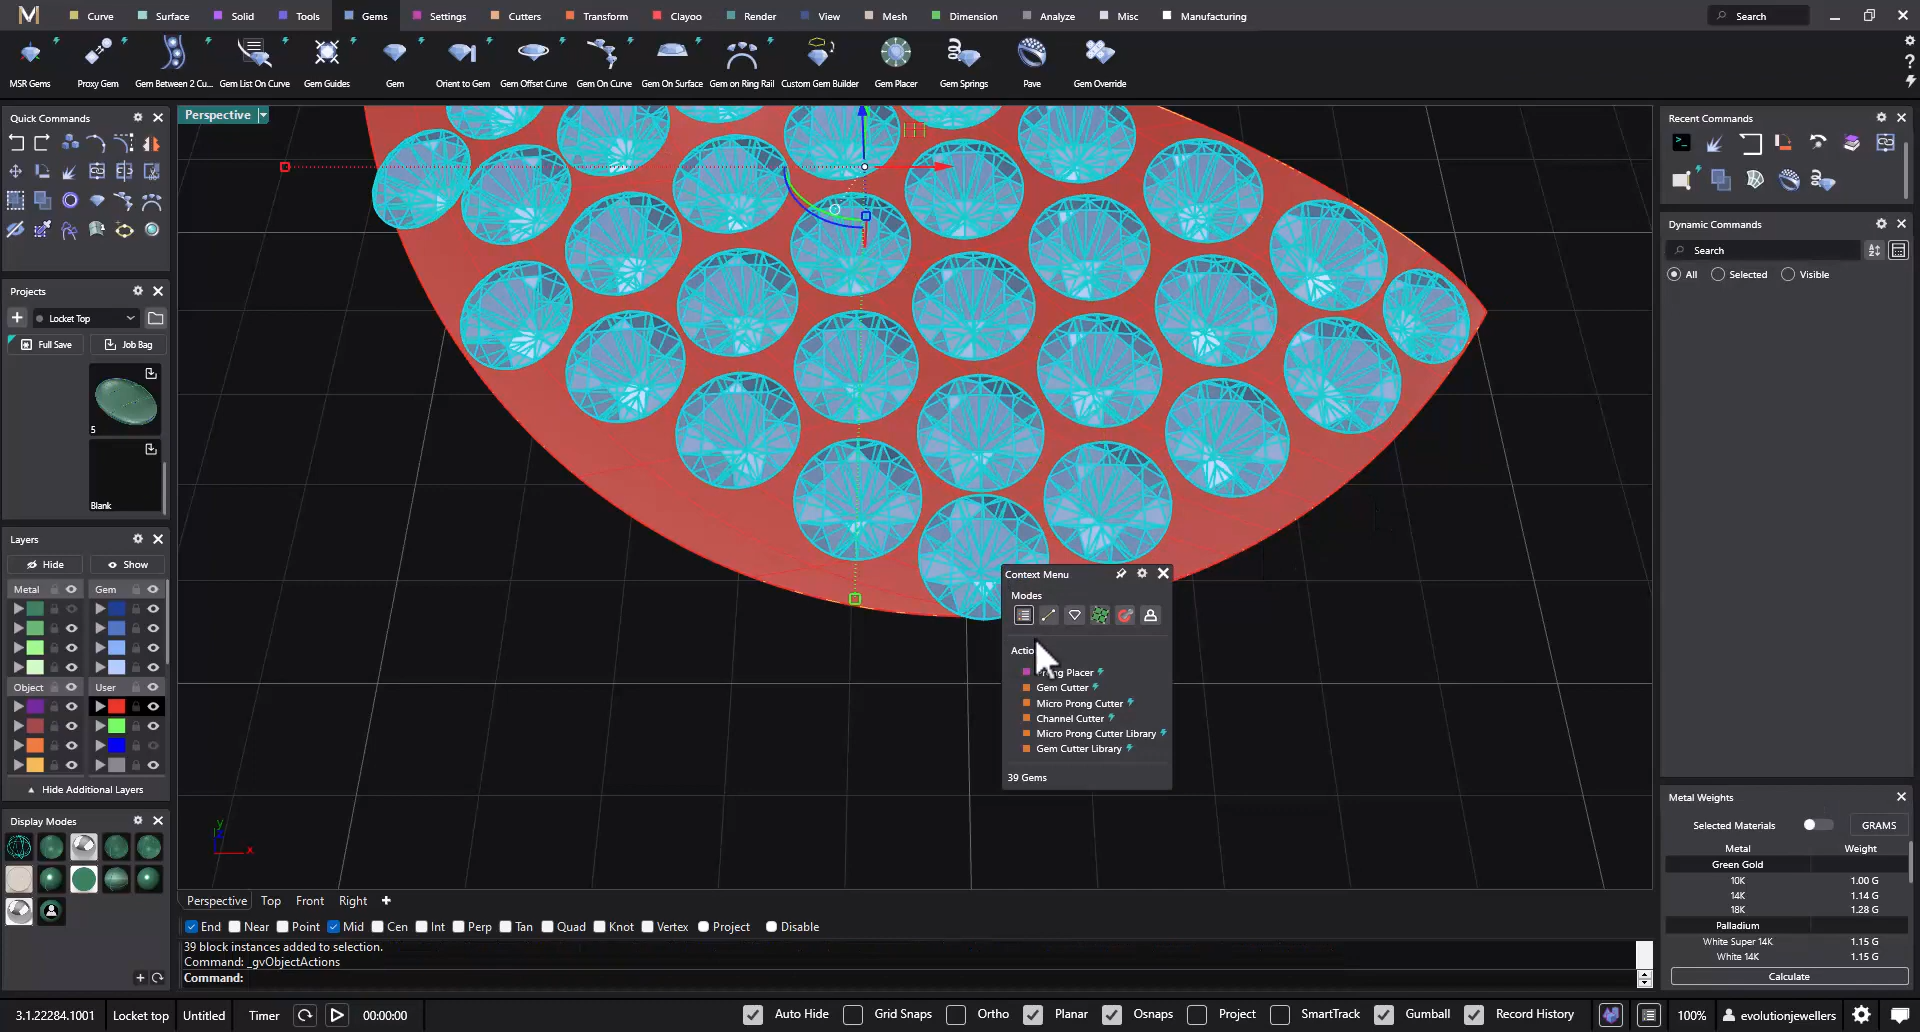 Curve Surface Solid Tools Gems Settings Cutters Transform Clayoo Render View Mesh Dimension Analyze Misc Manufacturing Search
MSR Gems Proxy Gem Gem Between 2 Cu... Gem List On Curve Gem Guides Gem Orient to Gem Gem Offset Curve Gem On Curve Gem On Surface Gem on Ring Rail Custom Gem Builder Gem Placer Gem Springs Pave Gem Override
Quick Commands
Projects
Locket Top
Full Save Job Bag
5
Blank
Layers
Hide Show
Metal Gem
Object User
Hide Additional Layers
Display Modes
Perspective
y
z
x
Context Menu
Modes
Actio
Placer
Gem Cutter
Micro Prong Cutter
Channel Cutter
Micro Prong Cutter Library
Gem Cutter Library
39 Gems
Recent Commands
Dynamic Commands
Search
All Selected Visible
Metal Weights
Selected Materials GRAMS
Metal Weight
Green Gold
10K 1.00 G
14K 1.14 G
18K 1.28 G
Palladium
White Super 14K 1.15 G
White 14K 1.15 G
Calculate
Perspective Top Front Right
End Near Point Mid Cen Int Perp Tan Quad Knot Vertex Project Disable
39 block instances added to selection.
Command: _gvObjectActions
Command:
3.1.22284.1001 Locket top Untitled Timer 00:00:00 Auto Hide Grid Snaps Ortho Planar Osnaps Project SmartTrack Gumball Record History 100% evolutionjewellers